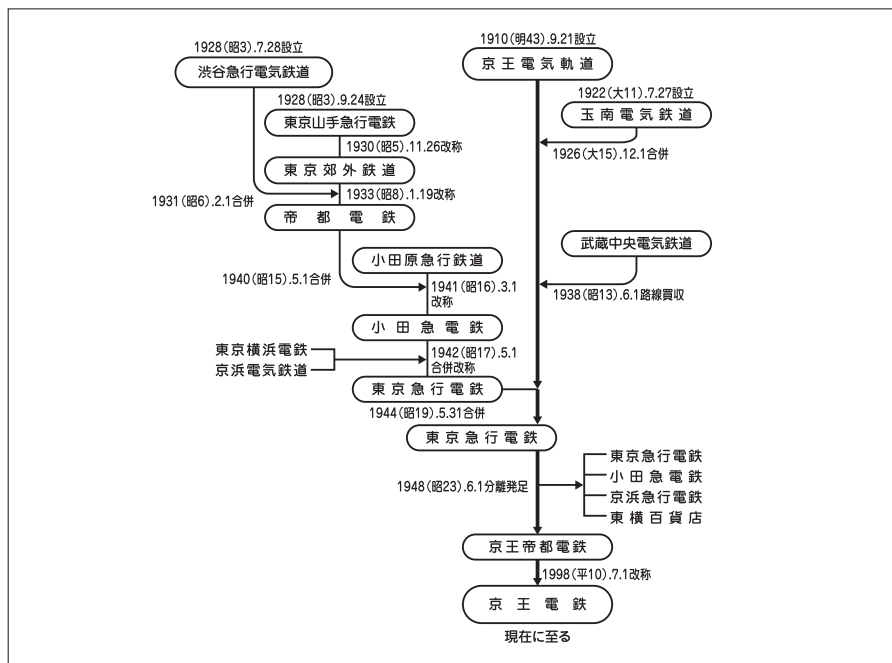 1928(昭3).7.28設立
渋谷急行電気鉄道
1910(明43).9.21設立
京王電気軌道
1928(昭3).9.24設立
東京山手急行電鉄
1922(大11).7.27設立
玉南電気鉄道
1930(昭5).11.26改称
1926(大15).12.1合併
東京郊外鉄道
1931(昭6).2.1合併
1933(昭8).1.19改称
帝都電鉄
武蔵中央電気鉄道
小田原急行鉄道
1940(昭15).5.1合併
1941(昭16).3.1
改称
1938(昭13).6.1路線買収
小田急電鉄
東京横浜電鉄
京浜電気鉄道
1942(昭17).5.1
合併改称
東京急行電鉄
1944(昭19).5.31合併
東京急行電鉄
1948(昭23).6.1分離発足
東京急行電鉄
小田急電鉄
京浜急行電鉄
東横百貨店
京王帝都電鉄
1998(平10).7.1改称
京王電鉄
現在に至る